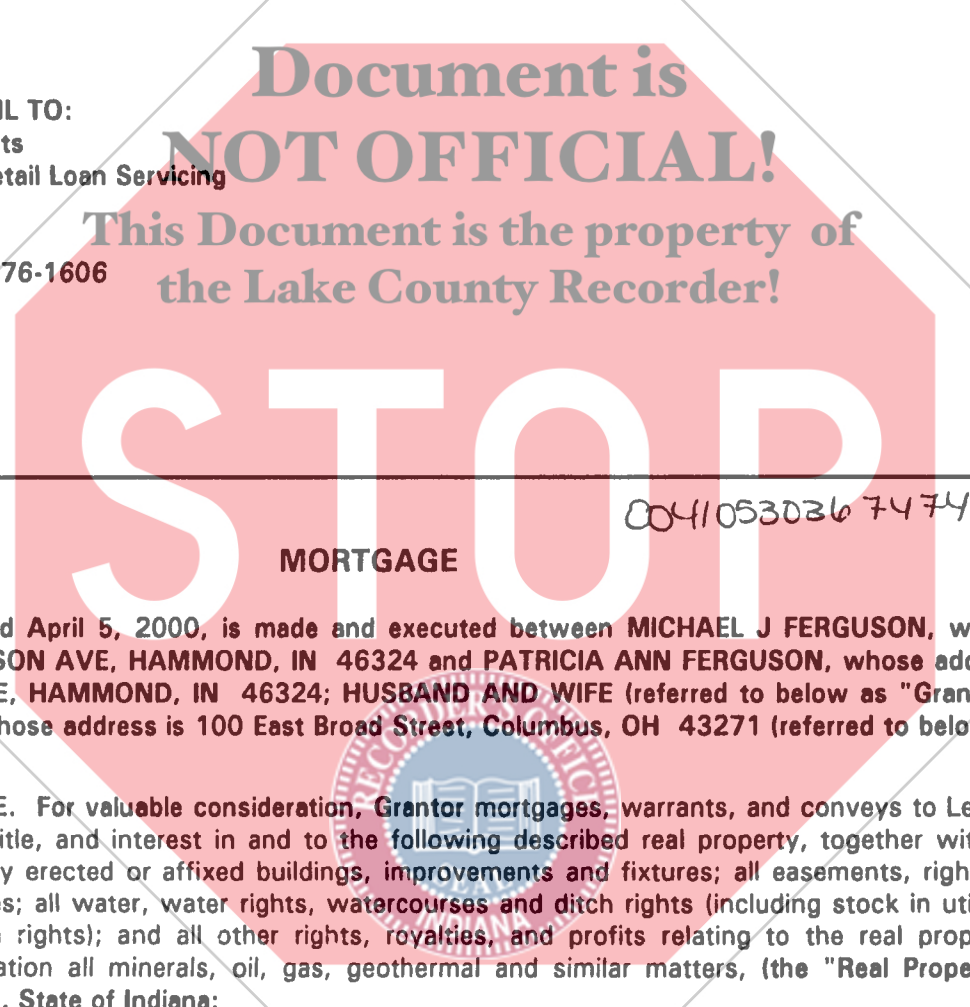 Document is
NOT OFFICIAL!
This Document is the property of
the Lake County Recorder!
IL TO:
ts
etail Loan Servicing
76-1606
STOP
00410530367474
MORTGAGE
d April 5, 2000, is made and executed between MICHAEL J FERGUSON, w
SON AVE, HAMMOND, IN 46324 and PATRICIA ANN FERGUSON, whose add
E, HAMMOND, IN 46324; HUSBAND AND WIFE (referred to below as "Gran
hose address is 100 East Broad Street, Columbus, OH 43271 (referred to belo
E. For valuable consideration, Grantor mortgages, warrants, and conveys to Le
itle, and interest in and to the following described real property, together wit
y erected or affixed buildings, improvements and fixtures; all easements, righ
es; all water, water rights, watercourses and ditch rights (including stock in uti
rights); and all other rights, royalties, and profits relating to the real prop
ation all minerals, oil, gas, geothermal and similar matters, (the "Real Prope
, State of Indiana:
RECORDER'S OFFICE
SEAL
INDIANA